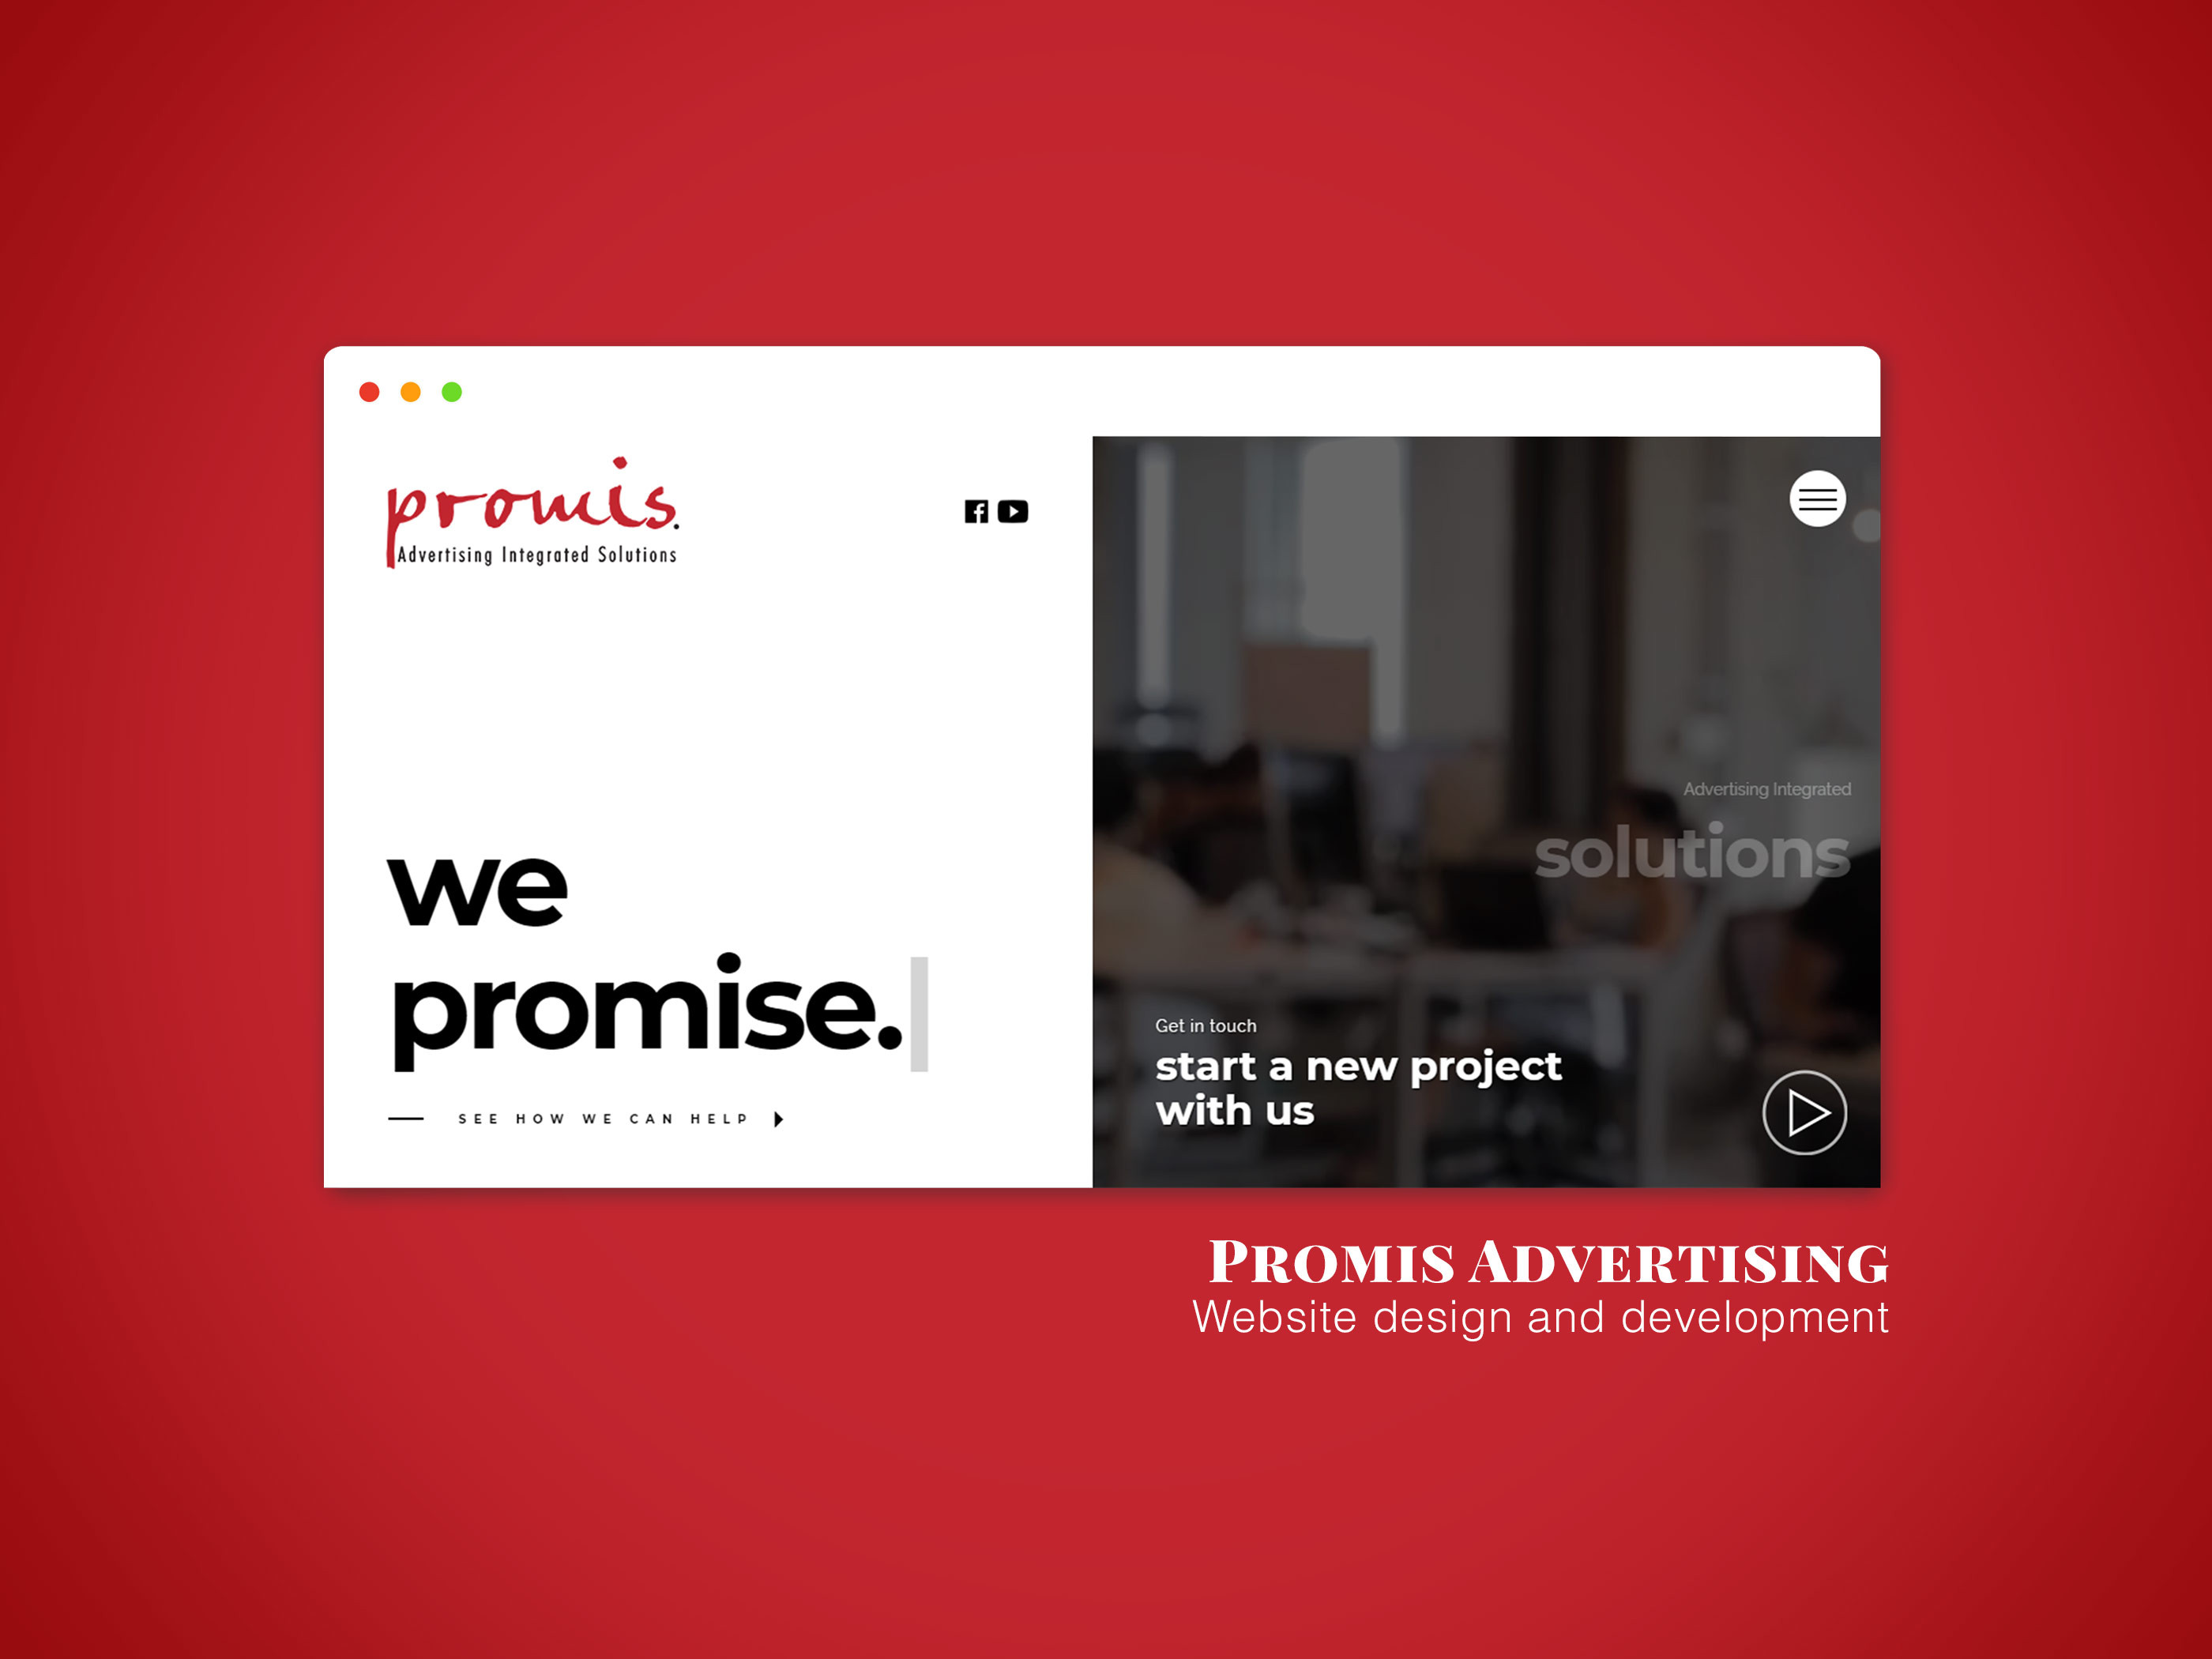 promis.
Advertising Integrated Solutions
we
promise.
SEE HOW WE CAN HELP
Advertising Integrated
solutions
Get in touch
start a new project
with us
Promis Advertising
Website design and development